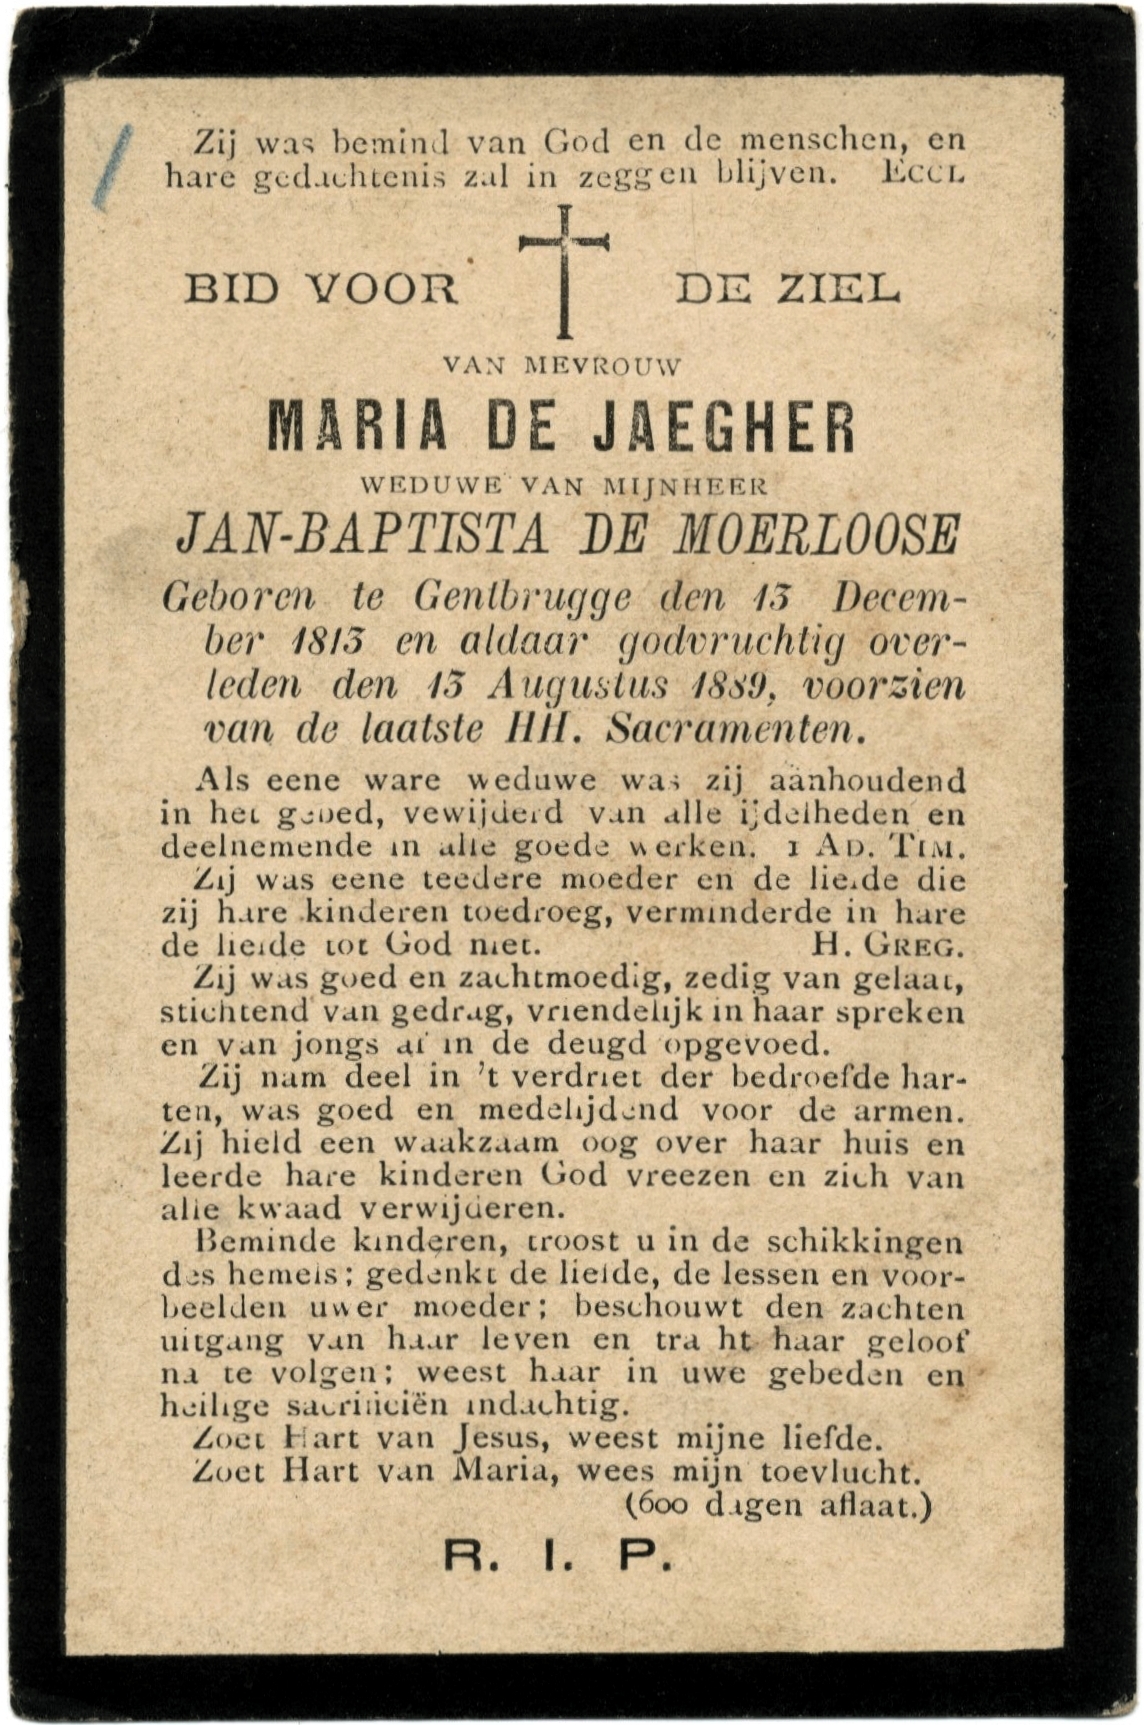 Zij was bemind van God en de menschen, en
hare gedachtenis zal in zeggen blijven. ECCL
BID VOOR DE ZIEL
VAN MEVROUW
MARIA DE JAEGHER
WEDUWE VAN MIJNHEER
JAN-BAPTISTA DE MOERLOOSE
Geboren te Gentbrugge den 13 Decem-
ber 1813 en aldaar godvruchtig over-
leden den 13 Augustus 1889, voorzien
van de laatste HH. Sacramenten.
Als eene ware weduwe was zij aanhoudend
in het gebed, vewijderd van alle ijdelheden en
deelnemende in alle goede werken. 1 AD. TIM.
Zij was eene teedere moeder en de liefde die
zij hare kinderen toedroeg, verminderde in hare
de liefde tot God niet. H. GREG.
Zij was goed en zachtmoedig, zedig van gelaat,
stichtend van gedrag, vriendelijk in haar spreken
en van jongs af in de deugd opgevoed.
Zij nam deel in 't verdriet der bedroefde har-
ten, was goed en medelijdend voor de armen.
Zij hield een waakzaam oog over haar huis en
leerde hare kinderen God vreezen en zich van
alle kwaad verwijderen.
Beminde kinderen, troost u in de schikkingen
des hemels; gedenkt de liefde, de lessen en voor-
beelden uwer moeder; beschouwt den zachten
uitgang van haar leven en tra ht haar geloof
na te volgen; weest haar in uwe gebeden en
heilige sacrificiën indachtig.
Zoet Hart van Jesus, weest mijne liefde.
Zoet Hart van Maria, wees mijn toevlucht.
(600 dagen aflaat.)
R. I. P.